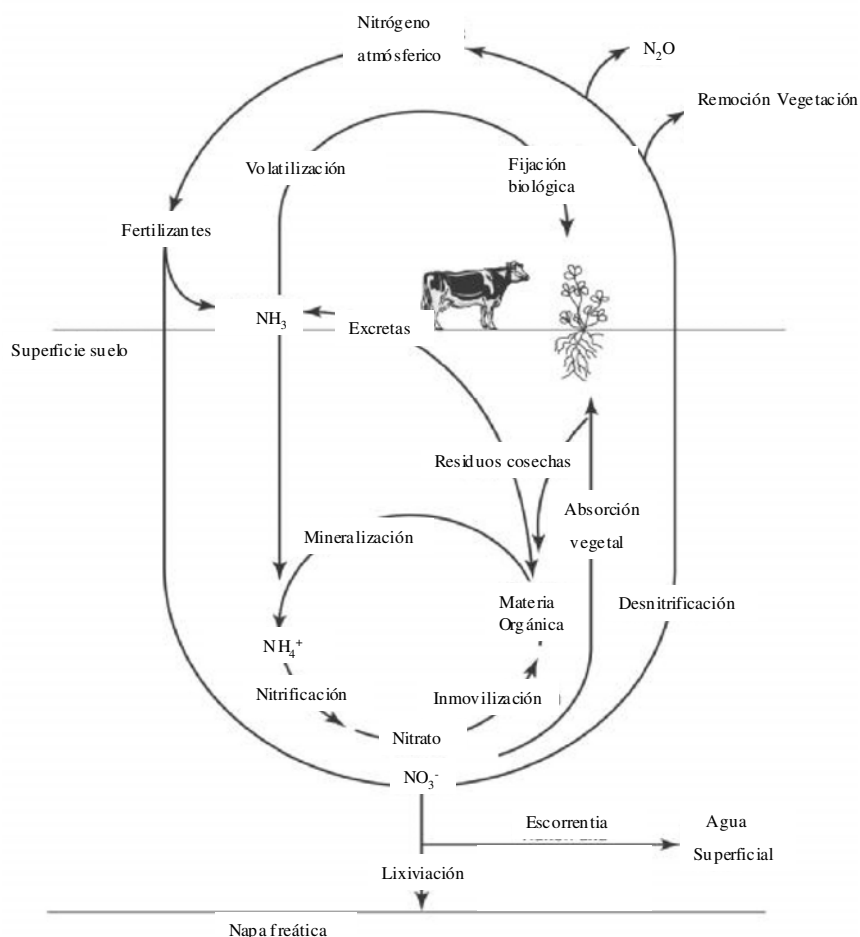 Nitrógeno
atmósferico
N₂O
Remoción Vegetación
Volatilización
Fijación
biológica
Fertilizantes
NH₃
Excretas
Superficie suelo
Residuos cosechas
Absorción
vegetal
Mineralización
Materia
Orgánica
Desnitrificación
NH₄⁺
Nitrificación
Inmovilización
Nitrato
NO₃⁻
Escorrentia
Agua
Superficial
Lixiviación
Napa freática